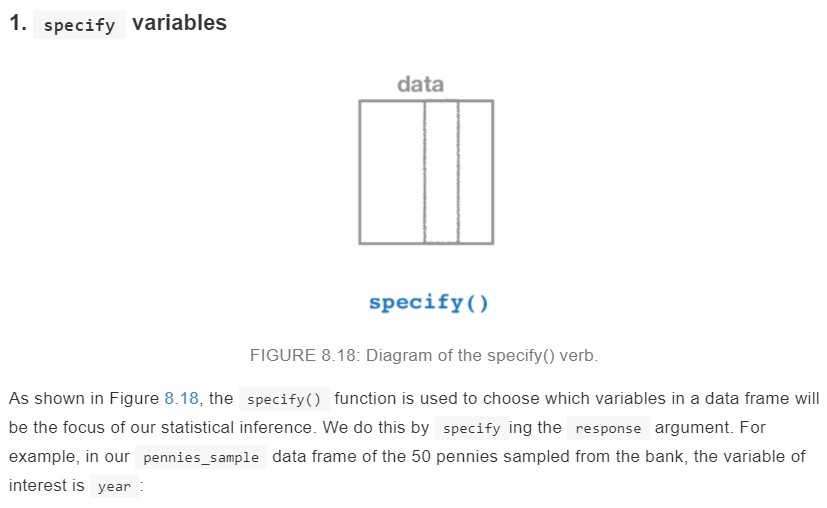 1. specify variables
data
specify()
FIGURE 8.18: Diagram of the specify() verb.
As shown in Figure 8.18, the specify() function is used to choose which variables in a data frame will
be the focus of our statistical inference. We do this by specify ing the response argument. For
example, in our pennies_sample data frame of the 50 pennies sampled from the bank, the variable of
interest is year :